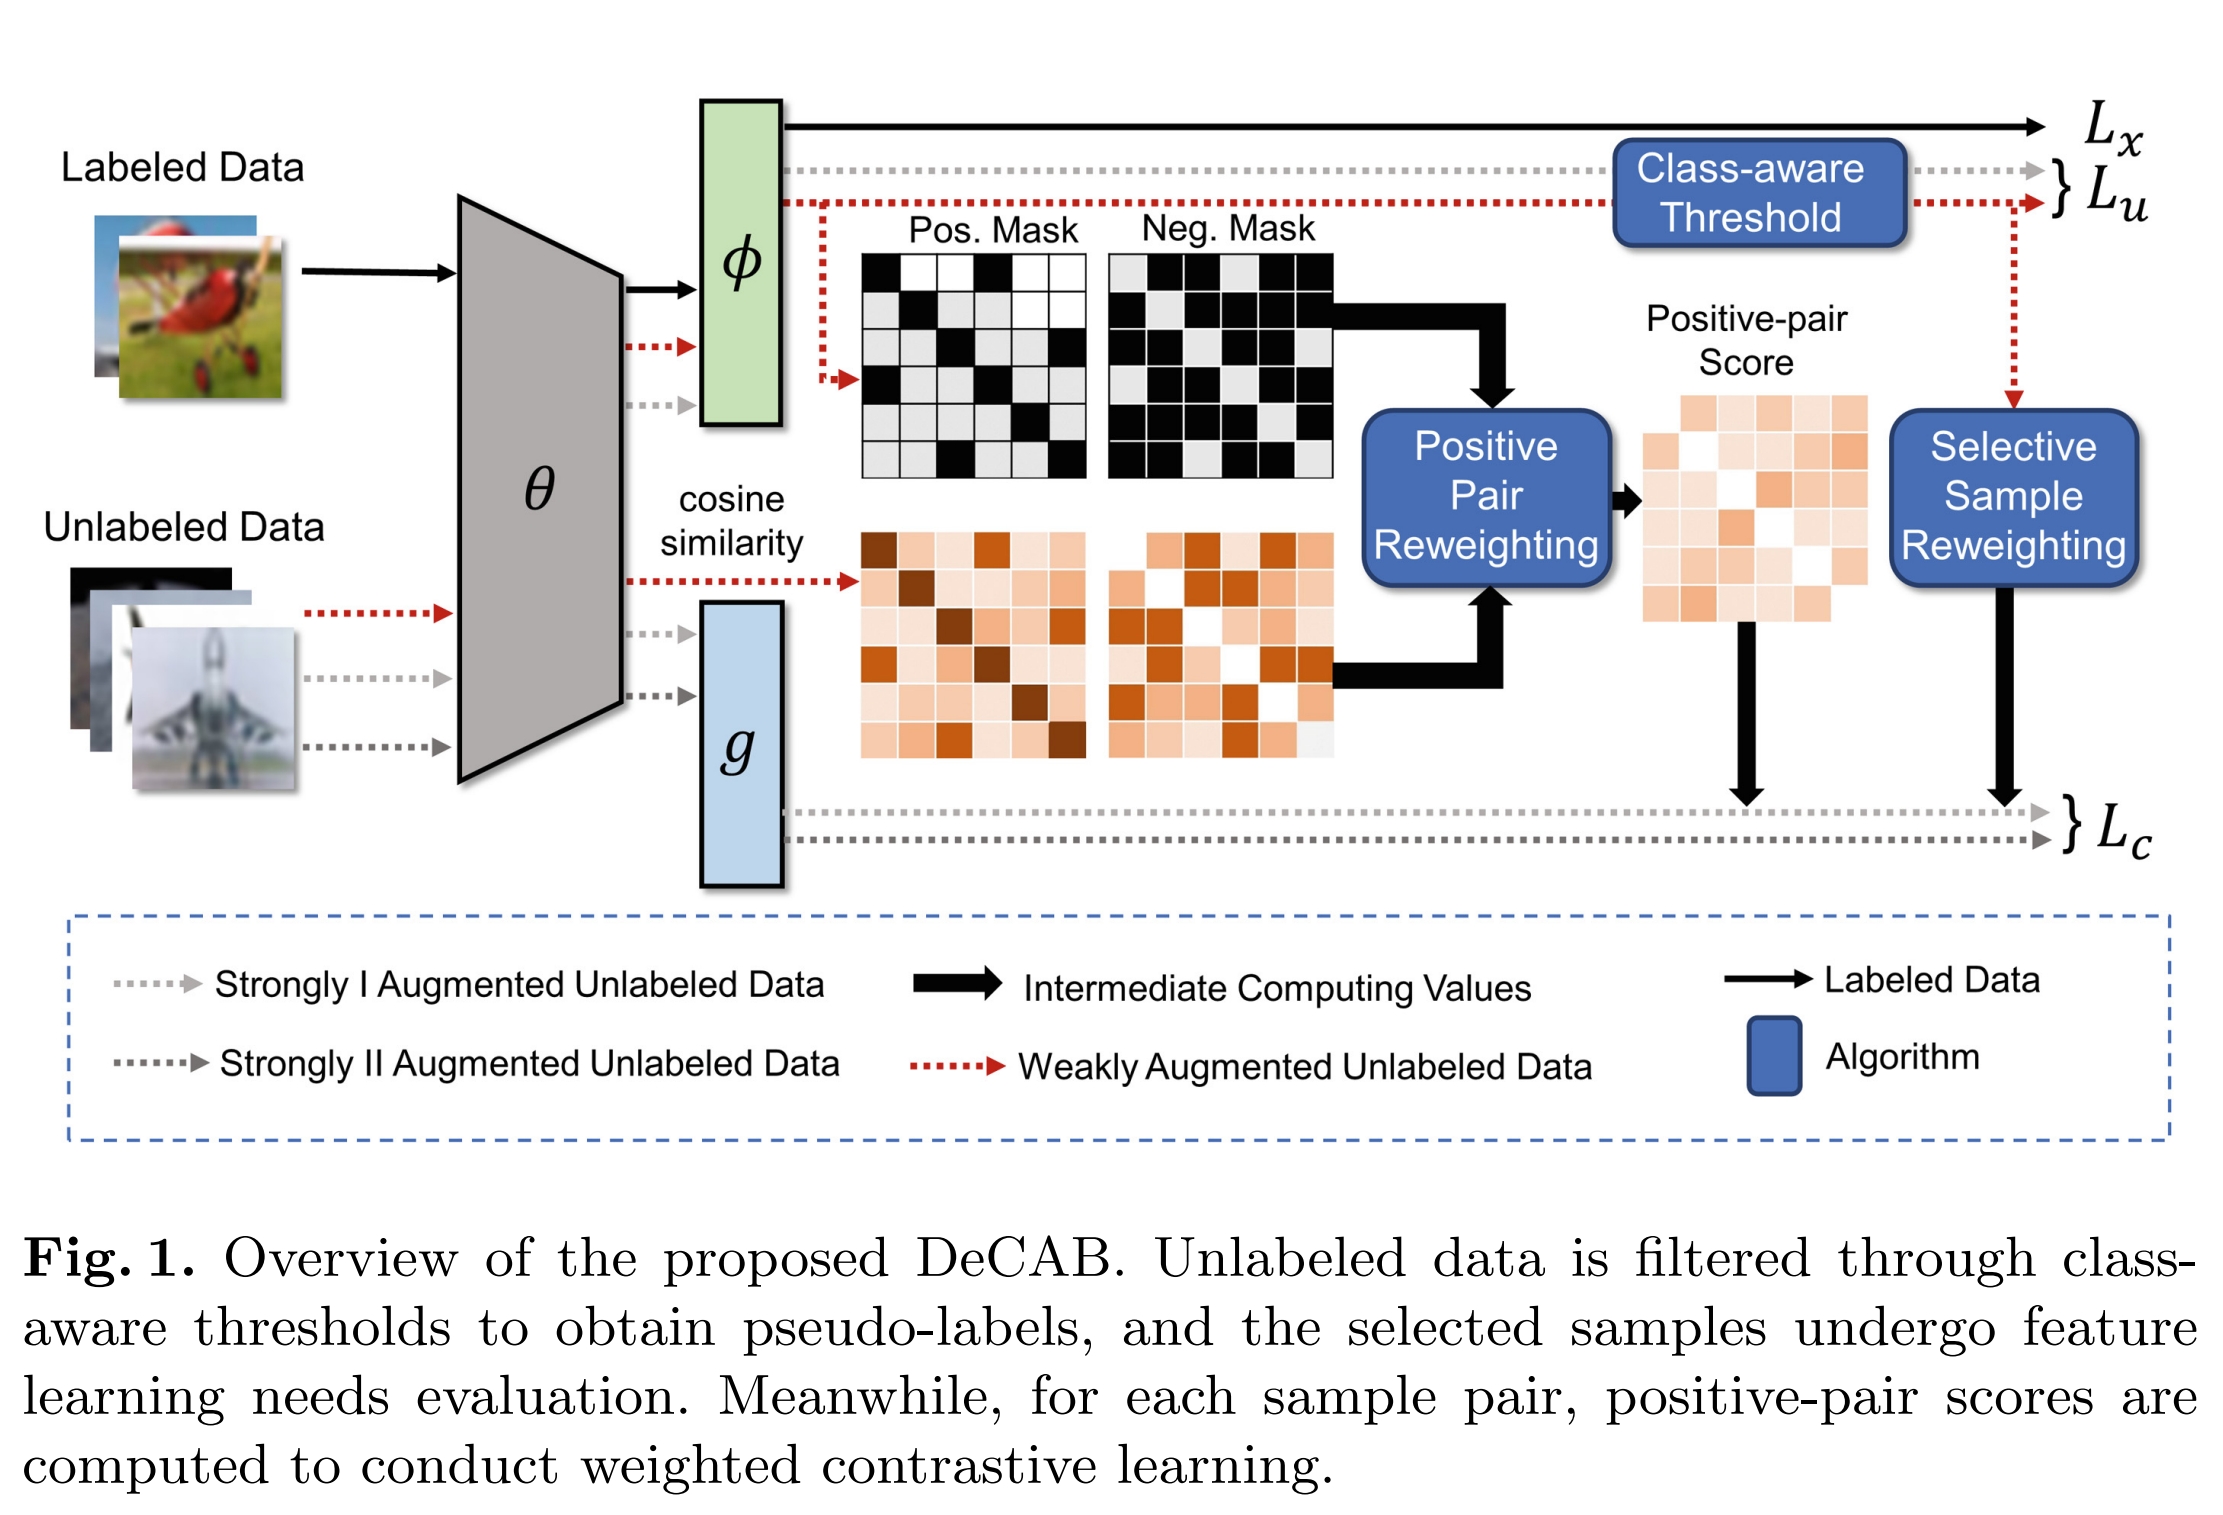 Labeled Data
Unlabeled Data
θ
ϕ
g
cosine
similarity
Pos. Mask
Neg. Mask
Class-aware
Threshold
Positive
Pair
Reweighting
Positive-pair
Score
Selective
Sample
Reweighting
L_x
} L_u
} L_c
Strongly I Augmented Unlabeled Data
Intermediate Computing Values
Labeled Data
Strongly II Augmented Unlabeled Data
Weakly Augmented Unlabeled Data
Algorithm
Fig. 1. Overview of the proposed DeCAB. Unlabeled data is filtered through class-
aware thresholds to obtain pseudo-labels, and the selected samples undergo feature
learning needs evaluation. Meanwhile, for each sample pair, positive-pair scores are
computed to conduct weighted contrastive learning.